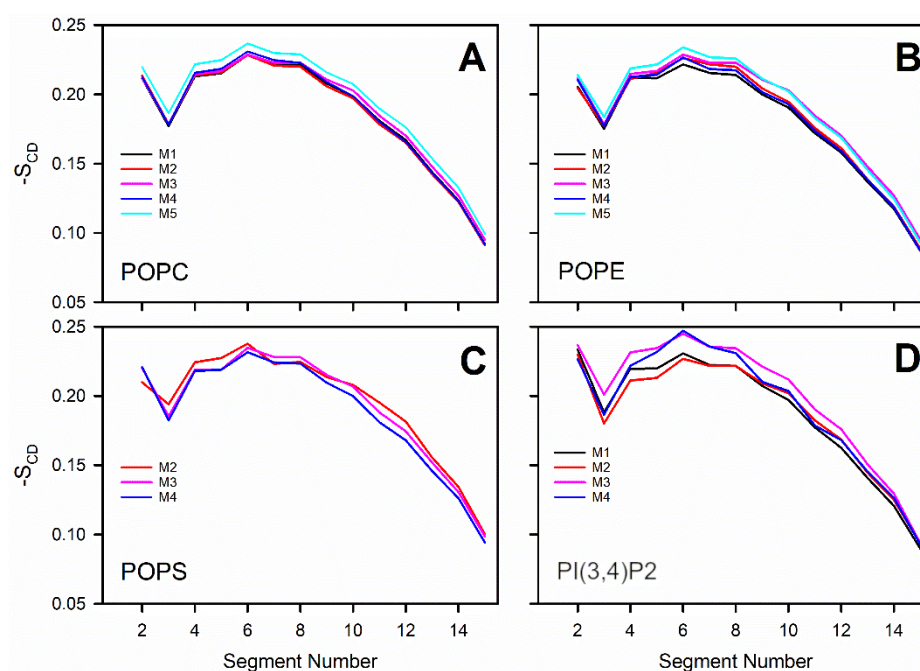 0.25
0.20
0.15
0.10
0.05
-SCD
A
M1
M2
M3
M4
M5
POPC
B
M1
M2
M3
M4
M5
POPE
0.25
0.20
0.15
0.10
0.05
-SCD
C
M2
M3
M4
POPS
D
M1
M2
M3
M4
PI(3,4)P2
2 4 6 8 10 12 14
Segment Number
2 4 6 8 10 12 14
Segment Number